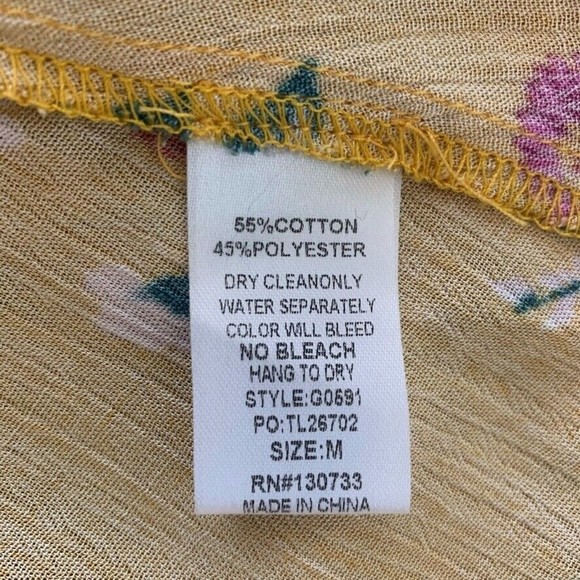 55%COTTON
45%POLYESTER
DRY CLEANONLY
WATER SEPARATELY
COLOR WILL BLEED
NO BLEACH
HANG TO DRY
STYLE:G0591
PO:TL26702
SIZE:M
RN#130733
MADE IN CHINA